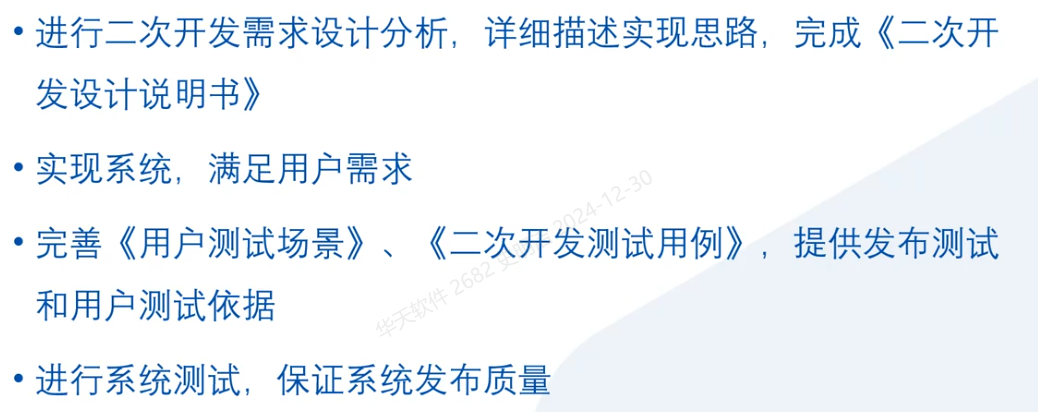 • 进行二次开发需求设计分析，详细描述实现思路，完成《二次开
发设计说明书》
• 实现系统，满足用户需求
• 完善《用户测试场景》、《二次开发测试用例》，提供发布测试
和用户测试依据
• 进行系统测试，保证系统发布质量
华天软件 2682 2024-12-30